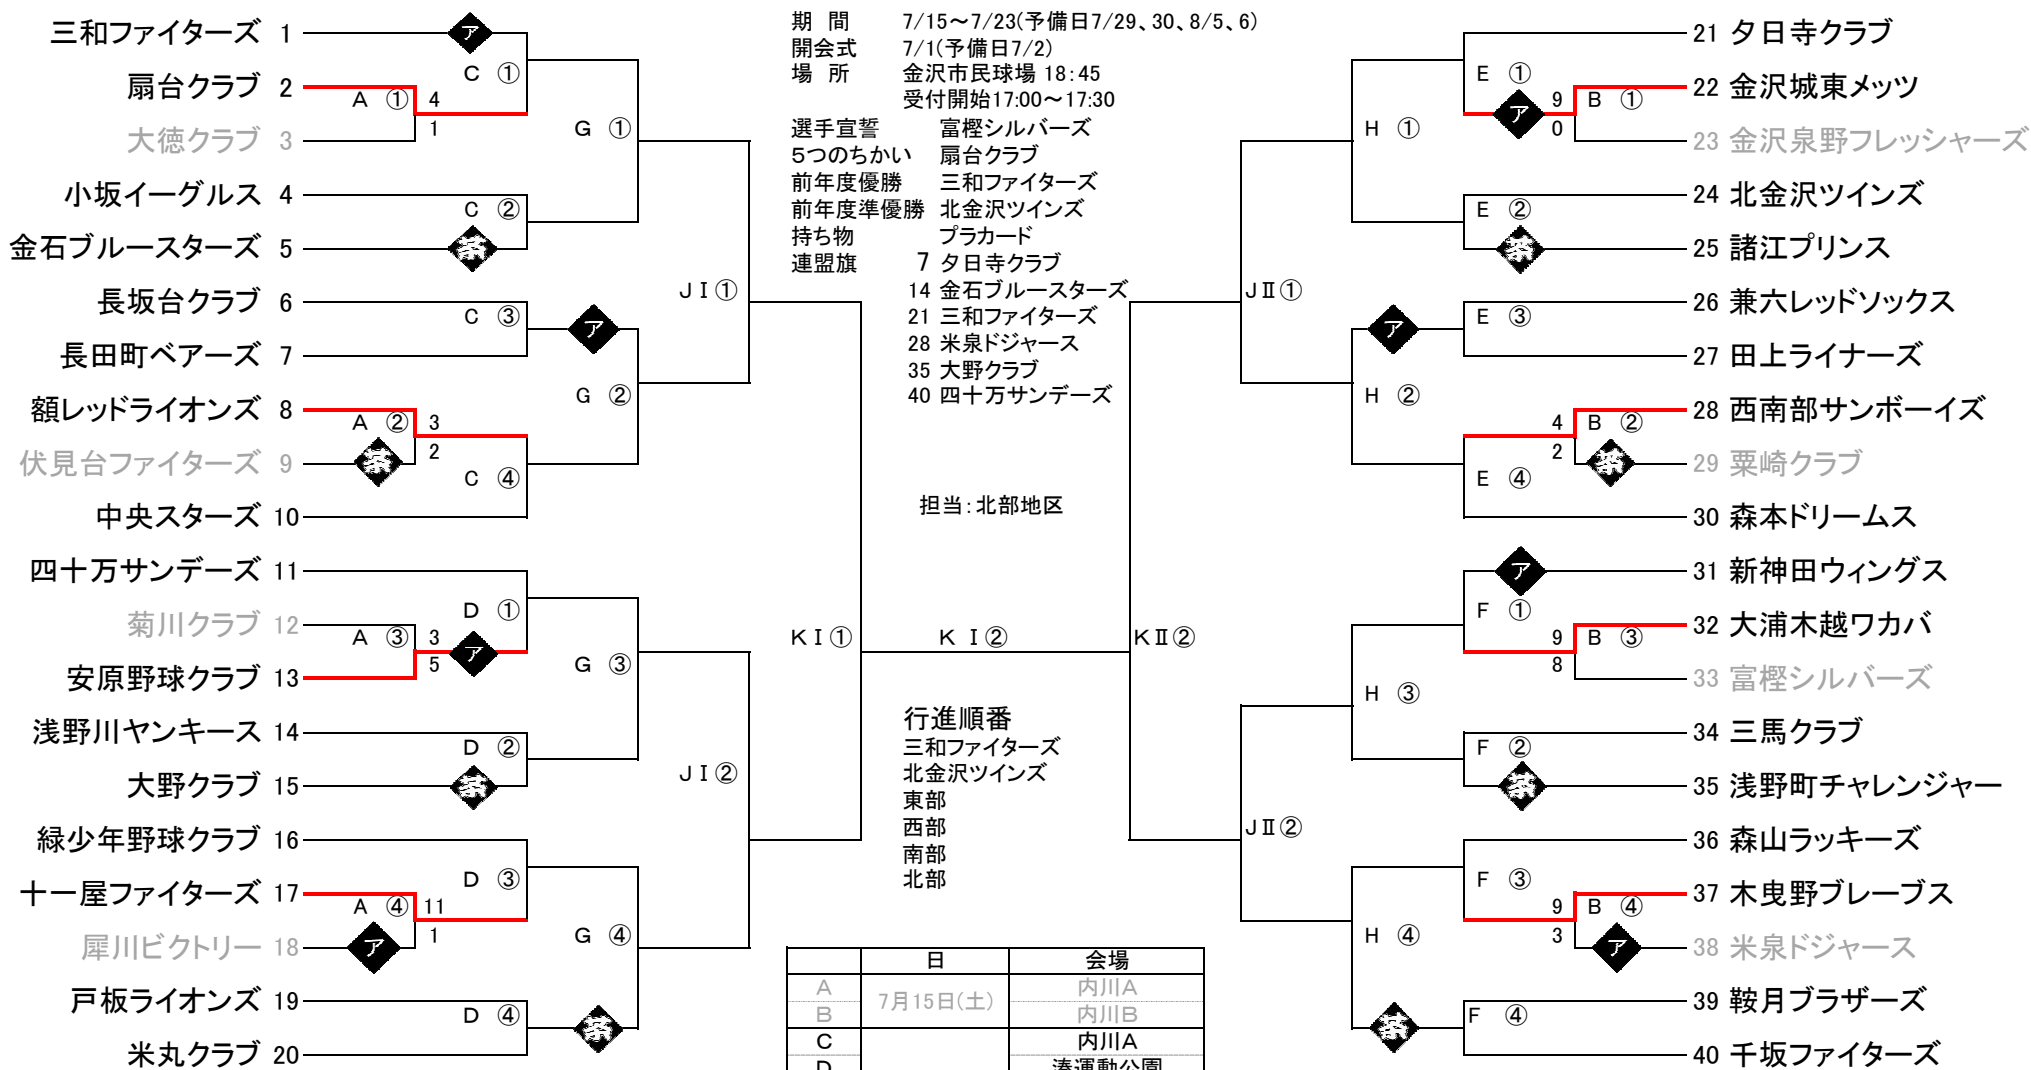 三和ファイターズ 1
ア
C ①
扇台クラブ 2
A ① 4
1
大徳クラブ 3
G ①
小坂イーグルス 4
C ②
金石ブルースターズ 5
茶
JⅠ①
長坂台クラブ 6
C ③
ア
長田町ベアーズ 7
G ②
額レッドライオンズ 8
A ② 3
2
伏見台ファイターズ 9
茶
C ④
中央スターズ 10
四十万サンデーズ 11
D ①
菊川クラブ 12
A ③ 3
5
ア
安原野球クラブ 13
G ③
浅野川ヤンキース 14
D ②
大野クラブ 15
茶
JⅠ②
緑少年野球クラブ 16
D ③
十一屋ファイターズ 17
A ④ 11
1
犀川ビクトリー 18
ア
G ④
戸板ライオンズ 19
D ④
茶
米丸クラブ 20
期 間 7/15~7/23(予備日7/29、30、8/5、6)
開会式 7/1(予備日7/2)
場 所 金沢市民球場 18:45
受付開始17:00~17:30
選手宣誓 富樫シルバーズ
5つのちかい 扇台クラブ
前年度優勝 三和ファイターズ
前年度準優勝 北金沢ツインズ
持ち物 プラカード
連盟旗 7 夕日寺クラブ
14 金石ブルースターズ
21 三和ファイターズ
28 米泉ドジャース
35 大野クラブ
40 四十万サンデーズ
担当:北部地区
KⅠ① KⅠ② KⅡ②
行進順番
三和ファイターズ
北金沢ツインズ
東部
西部
南部
北部
日 会場
A 7月15日(土) 内川A
B 内川B
C 内川A
D 湊運動公園
21 夕日寺クラブ
E ①
22 金沢城東メッツ
ア
9 B ①
0
H ①
23 金沢泉野フレッシャーズ
24 北金沢ツインズ
E ②
25 諸江プリンス
茶
JⅡ①
26 兼六レッドソックス
E ③
ア
27 田上ライナーズ
H ②
28 西南部サンボーイズ
4 B ②
2
29 粟崎クラブ
茶
E ④
30 森本ドリームス
31 新神田ウィングス
ア
F ①
32 大浦木越ワカバ
9 B ③
8
33 富樫シルバーズ
H ③
34 三馬クラブ
F ②
35 浅野町チャレンジャー
茶
JⅡ②
36 森山ラッキーズ
F ③
37 木曳野ブレーブス
9 B ④
3
38 米泉ドジャース
ア
H ④
39 鞍月ブラザーズ
F ④
茶
40 千坂ファイターズ